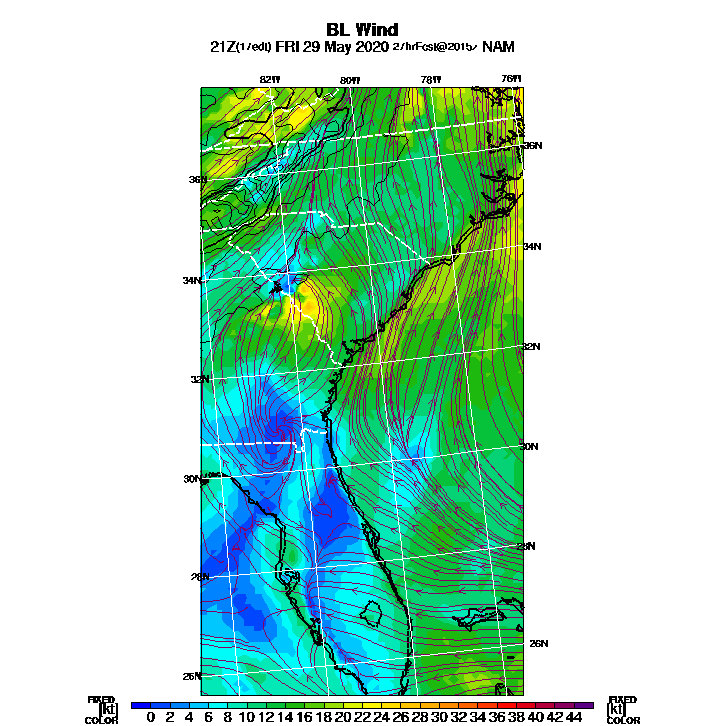 BL Wind
21Z(17edt) FRI 29 May 2020 27hrFcst@2015z NAM
82W 80W 78W 76W
36N
36N
34N
34N
32N
32N
30N
30N
28N
28N
26N
26N
FIXED FIXED
[kt] 0 2 4 6 8 10 12 14 16 18 20 22 24 26 28 30 32 34 36 38 40 42 44 [kt]
COLOR COLOR